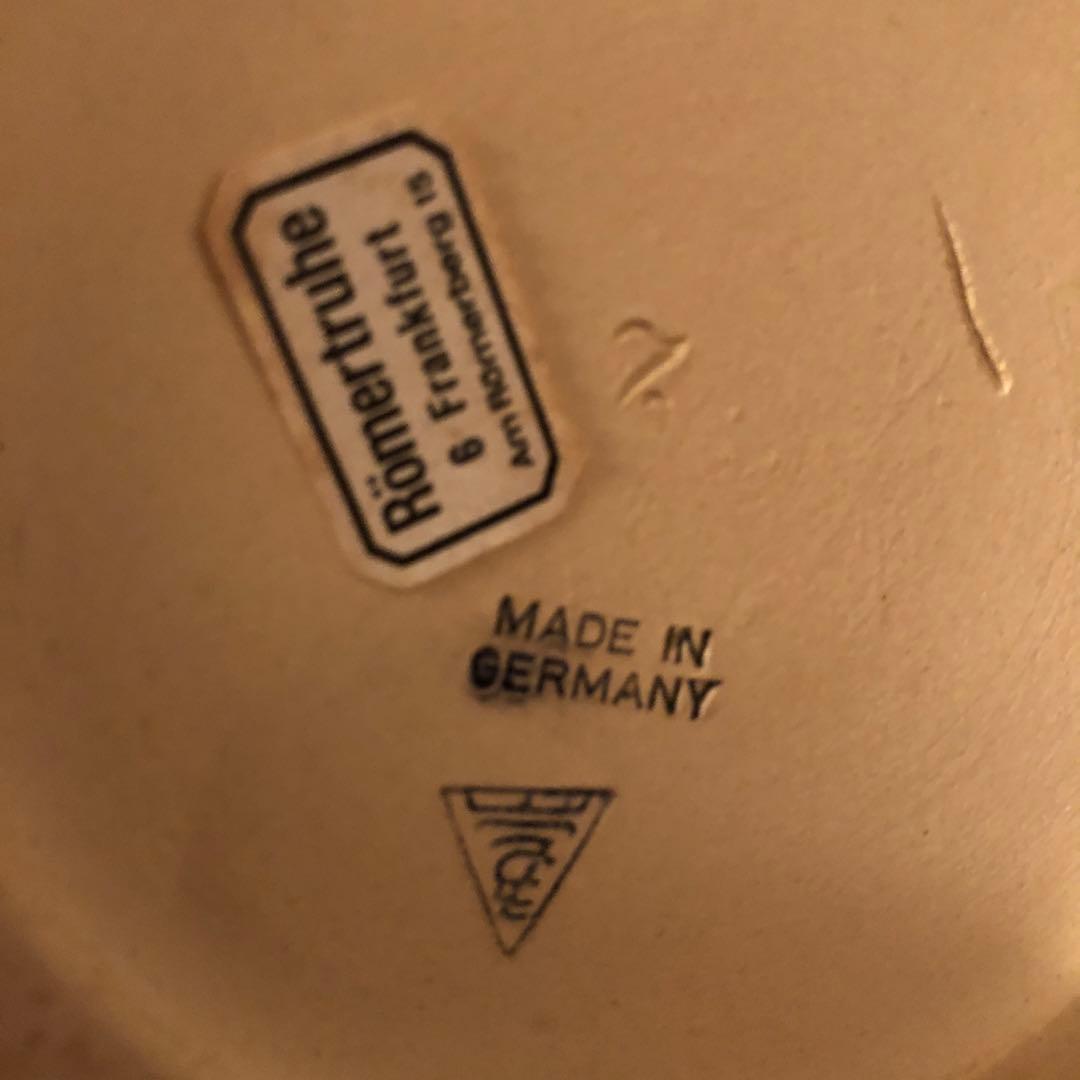 Römertruhe
6 Frankfurt
Am Römerberg 15
MADE IN
GERMANY